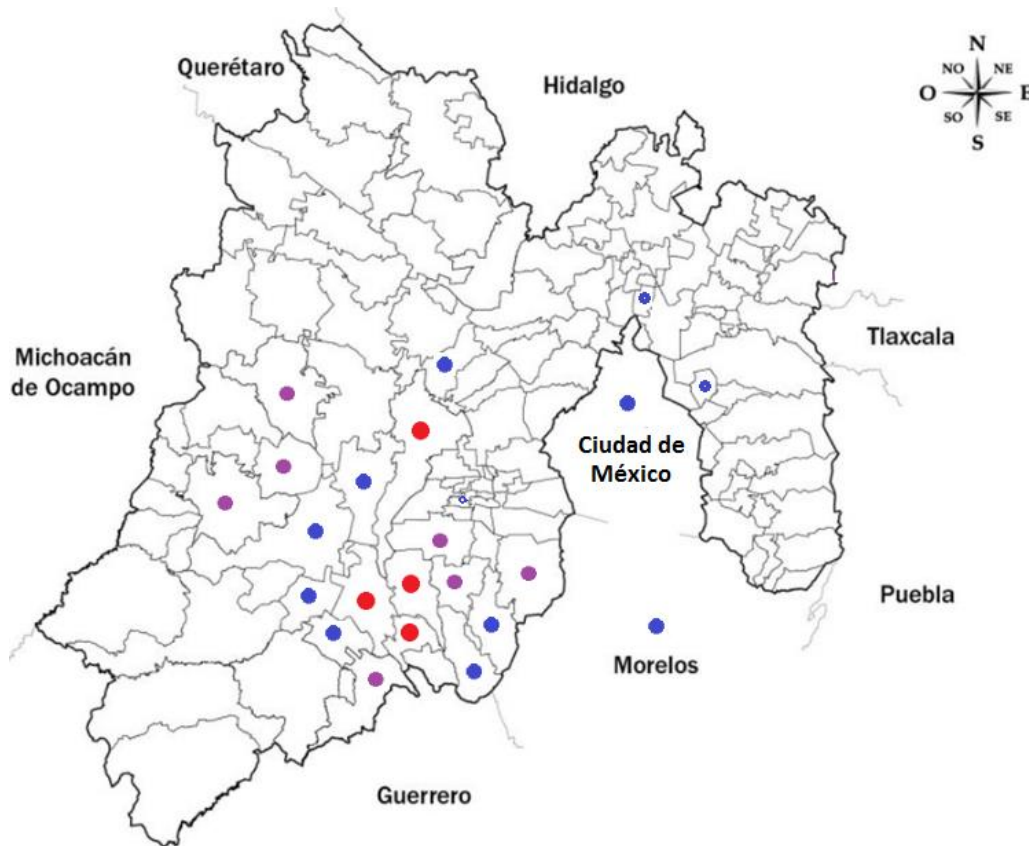 Querétaro
Hidalgo
N
NO NE
O E
SO SE
S
Michoacán
de Ocampo
Tlaxcala
Ciudad de
México
Puebla
Morelos
Guerrero